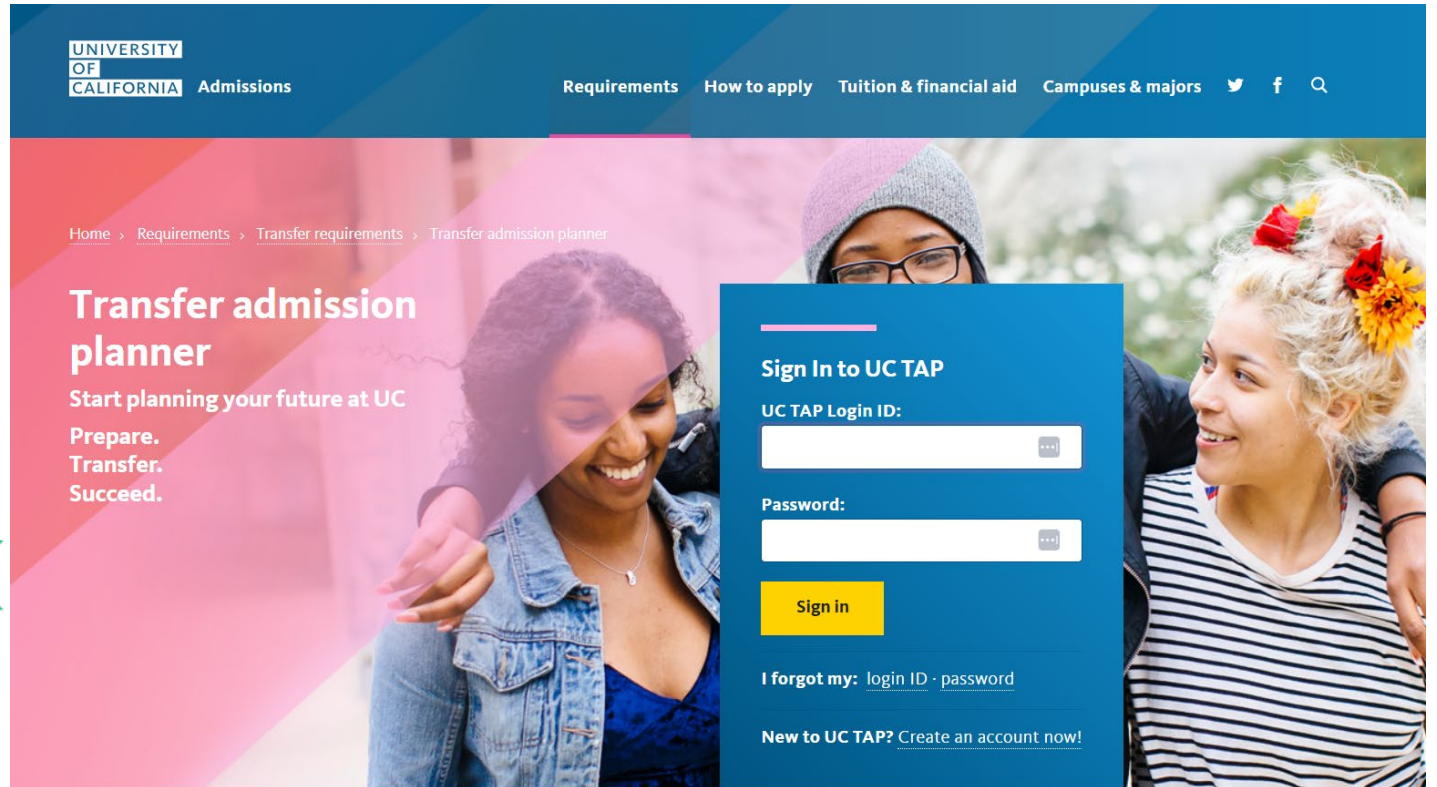 UNIVERSITY
OF
CALIFORNIA
Admissions
Requirements
How to apply
Tuition & financial aid
Campuses & majors
Home › Requirements › Transfer requirements › Transfer admission planner
Transfer admission
planner
Start planning your future at UC
Prepare.
Transfer.
Succeed.
Sign In to UC TAP
UC TAP Login ID:
Password:
Sign in
I forgot my: login ID · password
New to UC TAP? Create an account now!